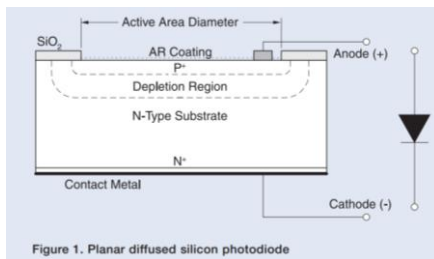 Active Area Diameter
SiO2
AR Coating
Anode (+)
P+
Depletion Region
N-Type Substrate
N+
Contact Metal
Cathode (-)
Figure 1. Planar diffused silicon photodiode